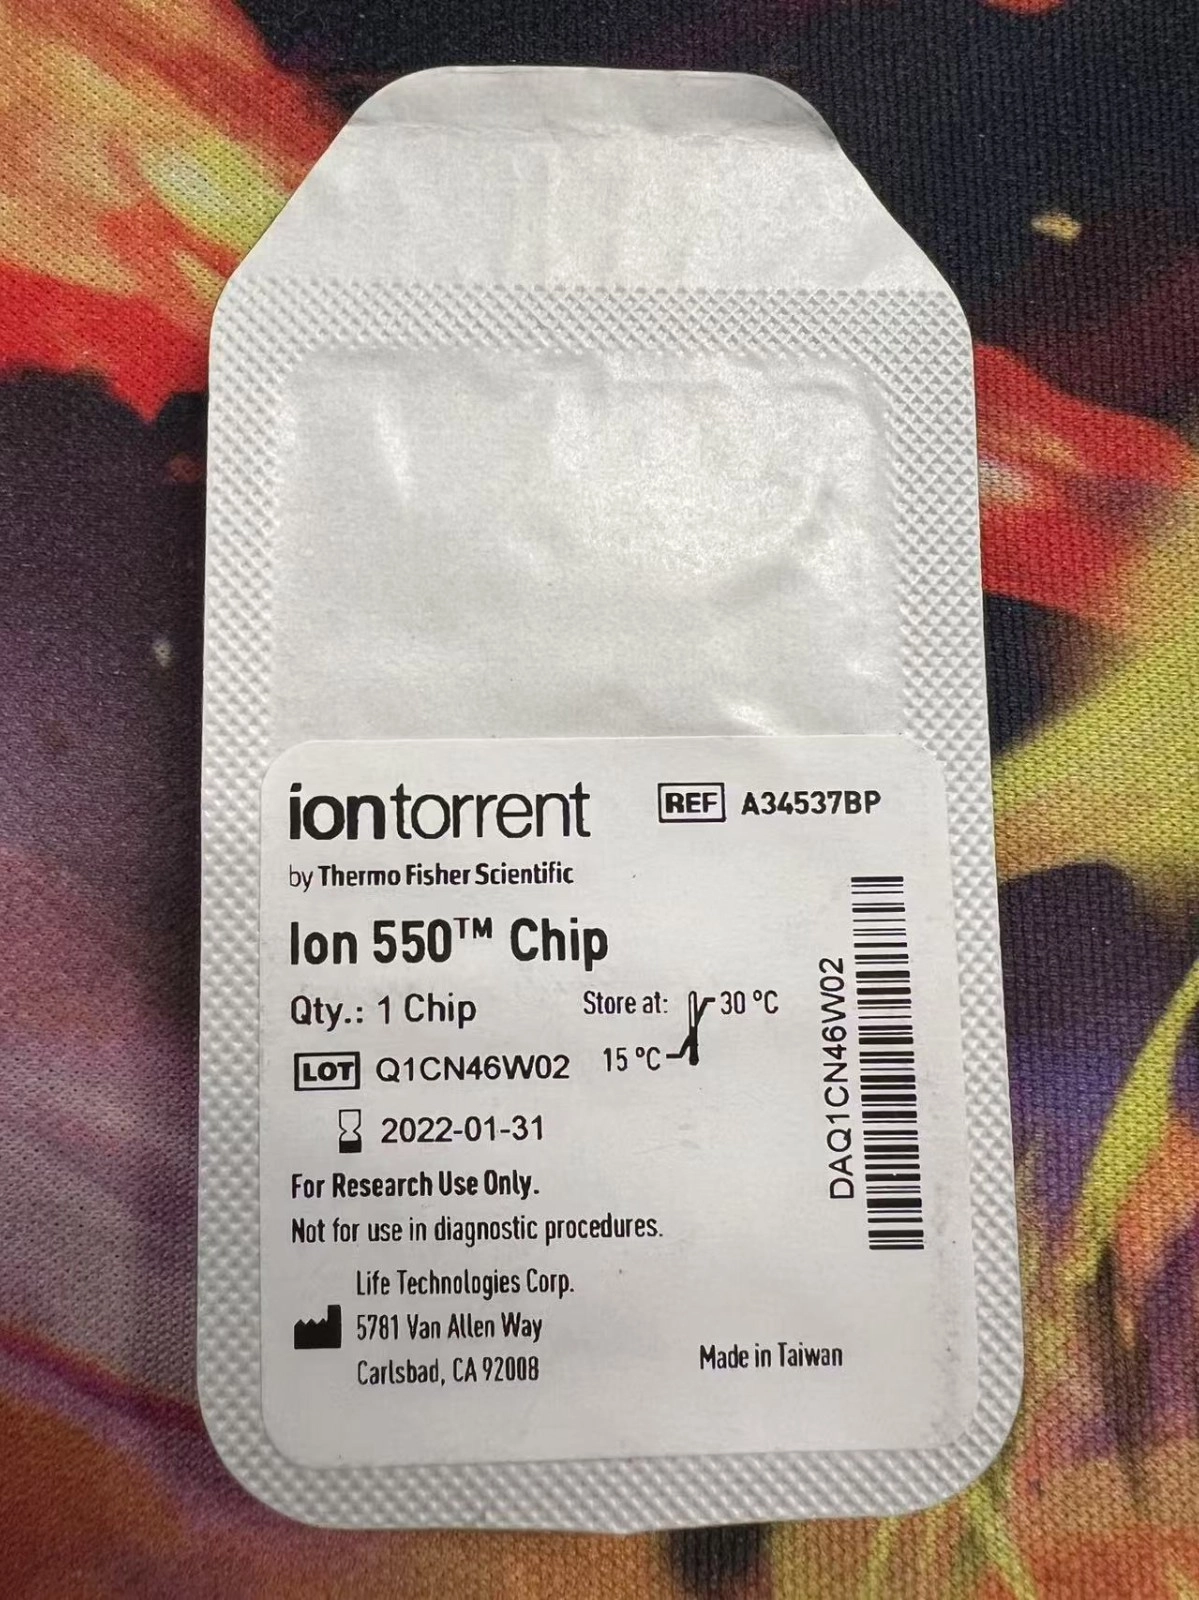 iontorrent
REF A34537BP
by Thermo Fisher Scientific
Ion 550™ Chip
Qty.: 1 Chip
Store at: 30 °C
15 °C
LOT Q1CN46W02
2022-01-31
DAQ1CN46W02
For Research Use Only.
Not for use in diagnostic procedures.
Life Technologies Corp.
5781 Van Allen Way
Carlsbad, CA 92008
Made in Taiwan